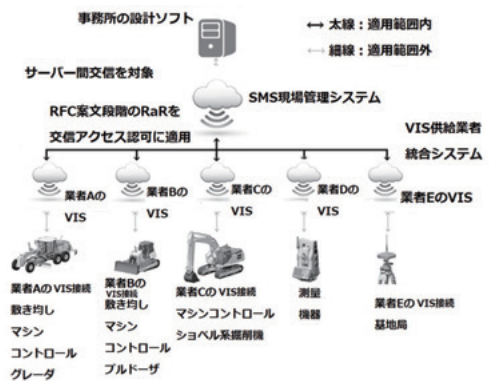 事務所の設計ソフト
太線：適用範囲内
細線：適用範囲外
サーバー間交信を対象
SMS現場管理システム
RFC案文段階のRaRを
交信アクセス認可に適用
VIS供給業者
統合システム
業者Aの
VIS
業者Bの
VIS
業者Cの
VIS
業者Dの
VIS
業者EのVIS
業者Aの VIS接続
敷き均し
マシン
コントロール
グレーダ
業者Bの
VIS接続
敷き均し
マシン
コントロール
ブルドーザ
業者Cの VIS接続
マシンコントロール
ショベル系掘削機
測量
機器
業者Eの VIS接続
基地局